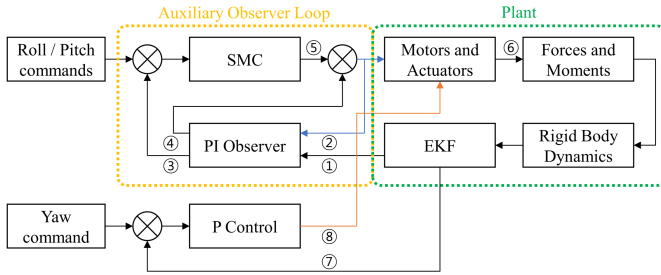 Auxiliary Observer Loop
Plant
Roll / Pitch
commands
SMC
⑤
Motors and
Actuators
⑥
Forces and
Moments
④
③
PI Observer
②
①
EKF
Rigid Body
Dynamics
Yaw
command
P Control
⑧
⑦